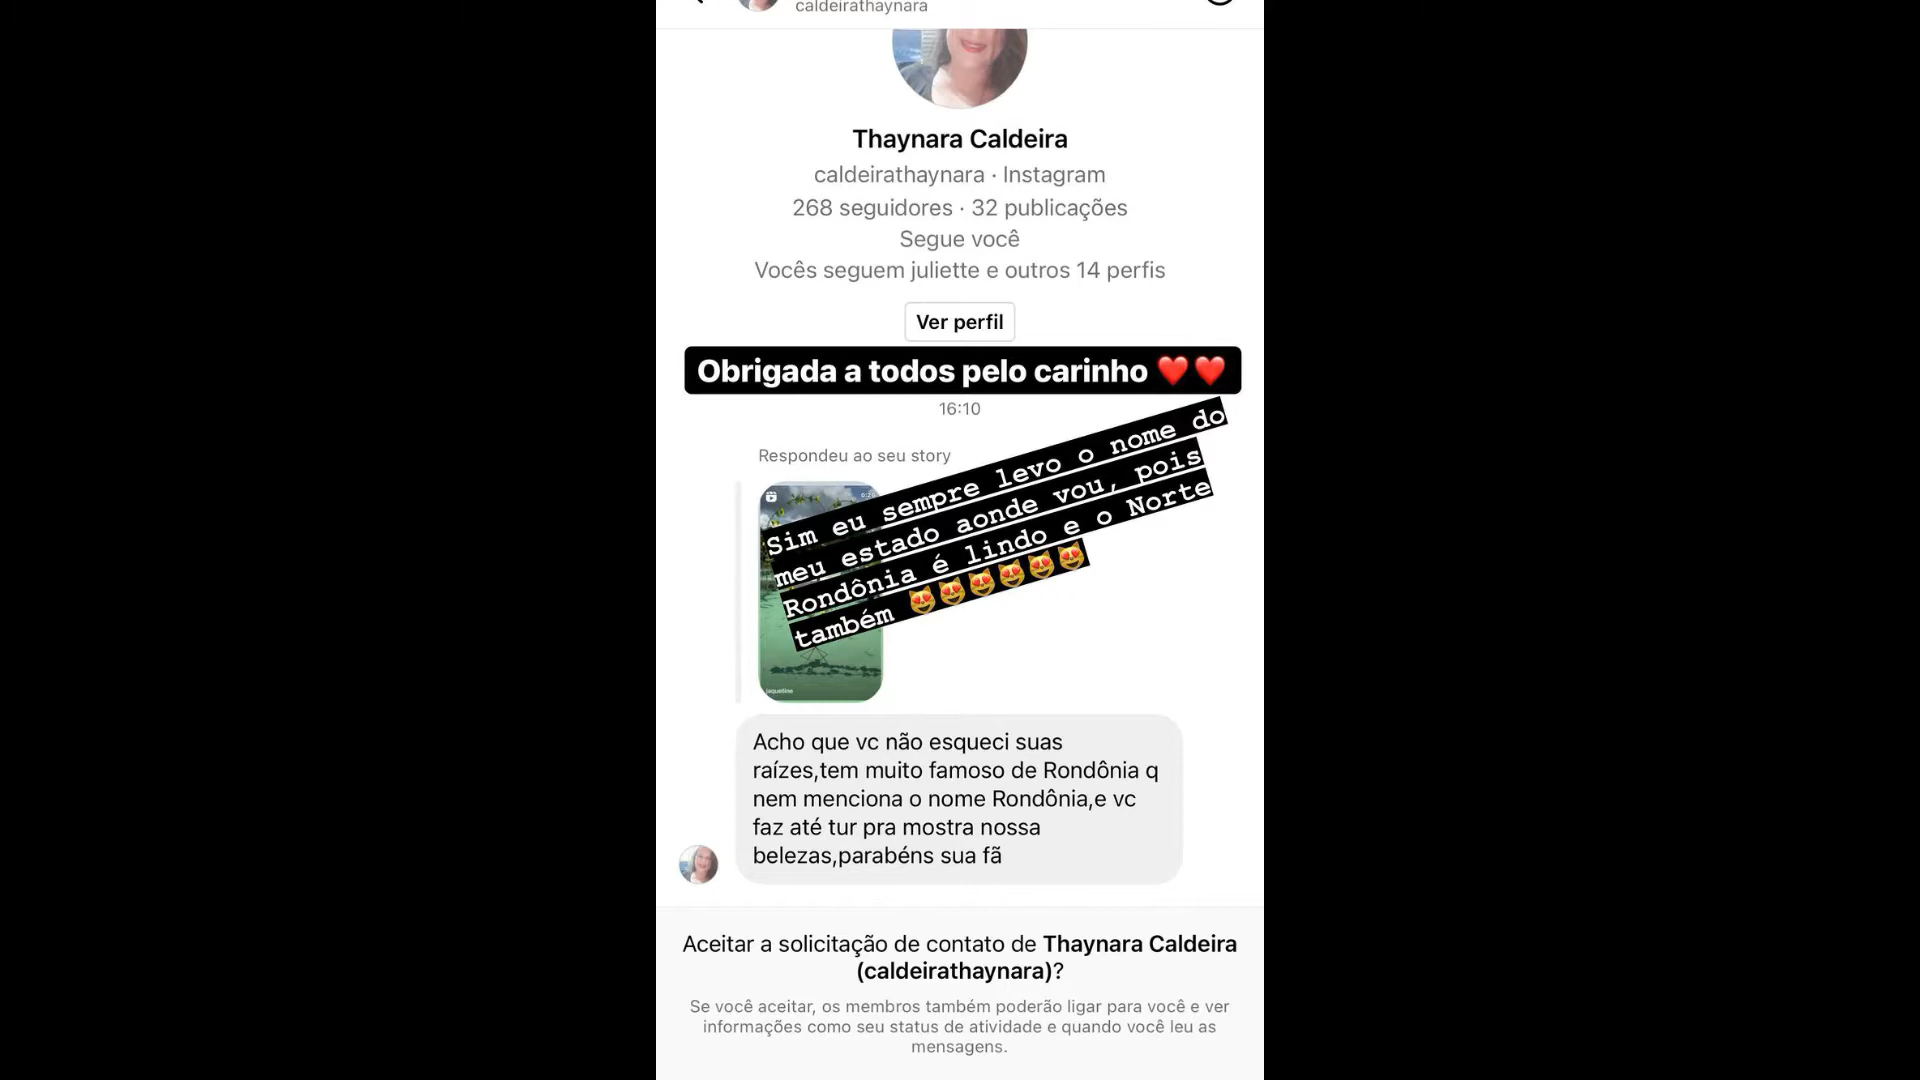 caldeirathaynara
Thaynara Caldeira
caldeirathaynara · Instagram
268 seguidores · 32 publicações
Segue você
Vocês seguem juliette e outros 14 perfis
Ver perfil
Obrigada a todos pelo carinho ❤️❤️
16:10
Respondeu ao seu story
Sim eu sempre levo o nome do
meu estado aonde vou, pois
Rondônia é lindo e o Norte
também 😻😻😻😻😻😻
Acho que vc não esqueci suas
raízes,tem muito famoso de Rondônia q
nem menciona o nome Rondônia,e vc
faz até tur pra mostra nossa
belezas,parabéns sua fã
Aceitar a solicitação de contato de Thaynara Caldeira
(caldeirathaynara)?
Se você aceitar, os membros também poderão ligar para você e ver
informações como seu status de atividade e quando você leu as
mensagens.